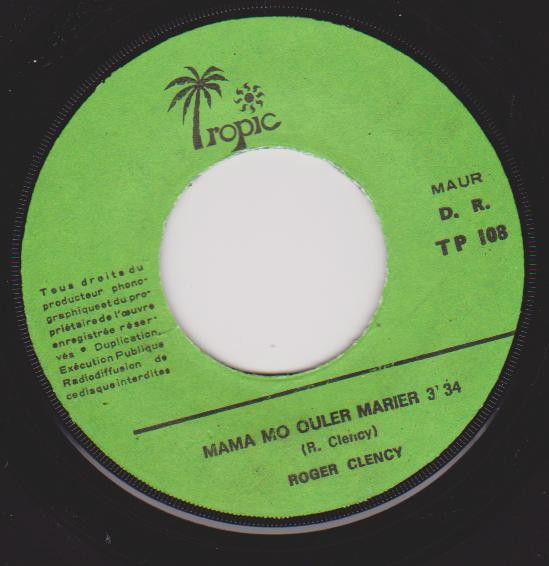 Tropic
MAUR
D. R.
TP 108
Tous droits du
producteur phono-
graphique et du pro-
priétaire de l'œuvre
enregistrée réser-
vés • Duplication,
Exécution Publique
Radiodiffusion de
ce disque interdites
MAMA MO OULER MARIER 3' 34
(R. Clency)
ROGER CLENCY